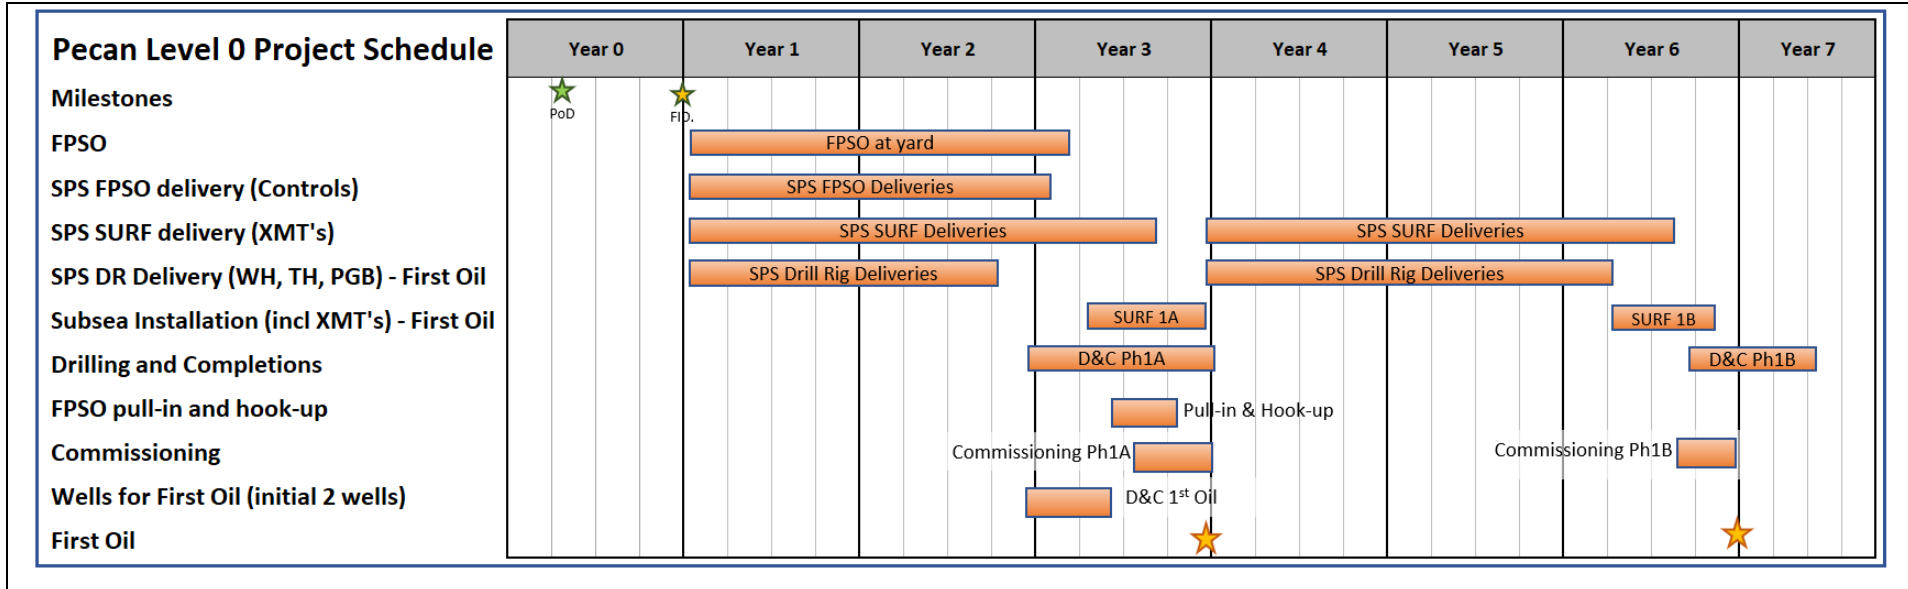 Pecan Level 0 Project Schedule
Year 0
Year 1
Year 2
Year 3
Year 4
Year 5
Year 6
Year 7
Milestones
PoD
FID.
FPSO
FPSO at yard
SPS FPSO delivery (Controls)
SPS FPSO Deliveries
SPS SURF delivery (XMT's)
SPS SURF Deliveries
SPS SURF Deliveries
SPS DR Delivery (WH, TH, PGB) - First Oil
SPS Drill Rig Deliveries
SPS Drill Rig Deliveries
Subsea Installation (incl XMT's) - First Oil
SURF 1A
SURF 1B
Drilling and Completions
D&C Ph1A
D&C Ph1B
FPSO pull-in and hook-up
Pull-in & Hook-up
Commissioning
Commissioning Ph1A
Commissioning Ph1B
Wells for First Oil (initial 2 wells)
D&C 1st Oil
First Oil